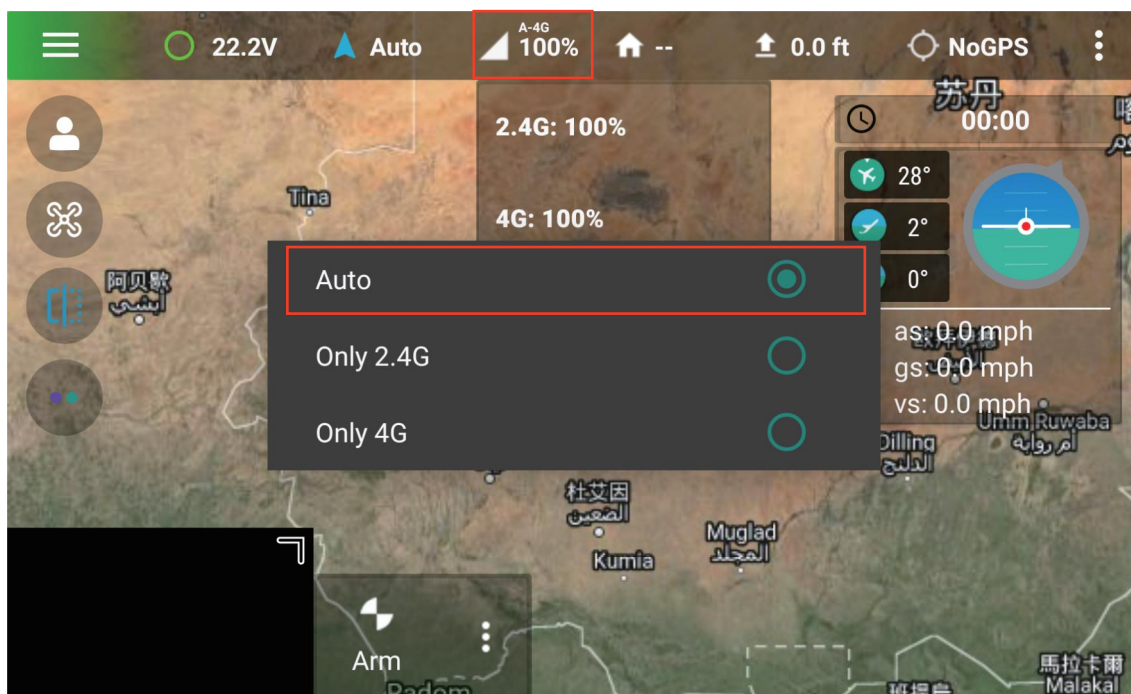 22.2V
Auto
A-4G
100%
--
0.0 ft
NoGPS
苏丹
00:00
2.4G: 100%
28°
Tina
2°
4G: 100%
阿贝歇
أبشي
0°
Auto
as: 0.0 mph
Only 2.4G
gs: 0.0 mph
vs: 0.0 mph
Umm Ruwaba
أم روابة
Only 4G
Dilling
الدلنج
杜艾因
الضعين
Muglad
المجلد
Kumia
Arm
Radom
馬拉卡爾
Malakal